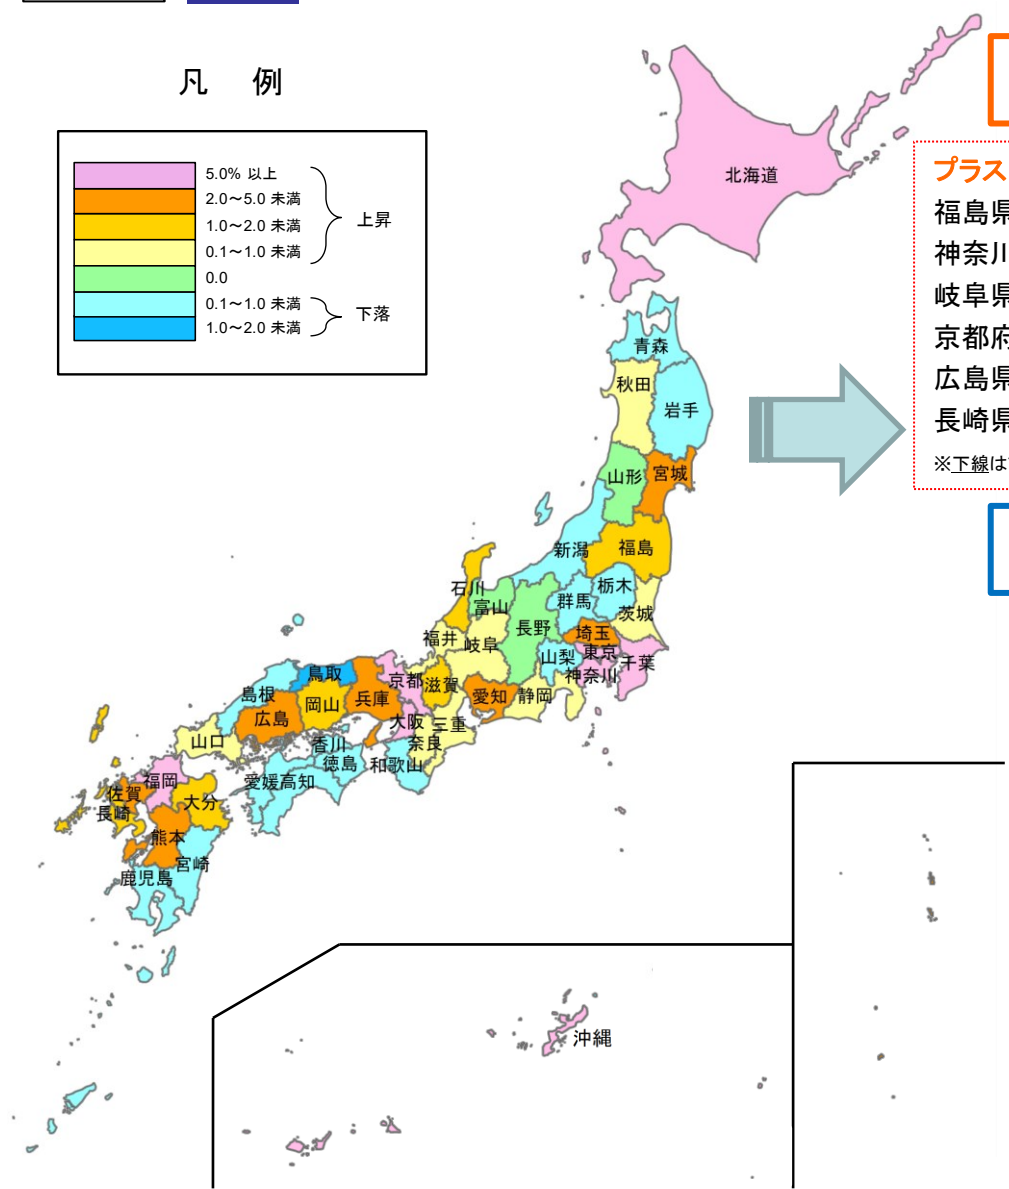 凡 例
5.0% 以上
2.0～5.0 未満
1.0～2.0 未満
0.1～1.0 未満
上昇
0.0
0.1～1.0 未満
1.0～2.0 未満
下落
プラス
福島県
神奈川
岐阜県
京都府
広島県
長崎県
※下線は
北海道
青森
秋田
岩手
山形
宮城
新潟
福島
石川
富山
群馬
栃木
茨城
長野
埼玉
福井
岐阜
山梨
東京
千葉
神奈川
鳥取
島根
岡山
兵庫
京都
滋賀
愛知
静岡
広島
大阪
三重
奈良
山口
香川
徳島
和歌山
愛媛
高知
福岡
佐賀
大分
長崎
熊本
宮崎
鹿児島
沖縄